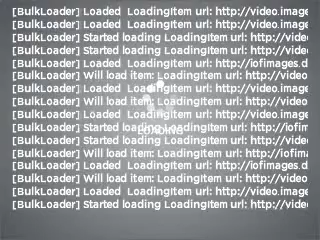 [BulkLoader] Loaded LoadingItem url: http://video.image
[BulkLoader] Loaded LoadingItem url: http://video.image
[BulkLoader] Started loading LoadingItem url: http://vide
[BulkLoader] Started loading LoadingItem url: http://vide
[BulkLoader] Loaded LoadingItem url: http://iofimages.d
[BulkLoader] Will load item: LoadingItem url: http://video
[BulkLoader] Loaded LoadingItem url: http://video.image
[BulkLoader] Will load item: LoadingItem url: http://video
[BulkLoader] Loaded LoadingItem url: http://video.image
[BulkLoader] Started loading LoadingItem url: http://iofim
LOADING
[BulkLoader] Started loading LoadingItem url: http://vide
[BulkLoader] Will load item: LoadingItem url: http://iofima
[BulkLoader] Loaded LoadingItem url: http://iofimages.d
[BulkLoader] Will load item: LoadingItem url: http://video
[BulkLoader] Loaded LoadingItem url: http://video.image
[BulkLoader] Started loading LoadingItem url: http://vide